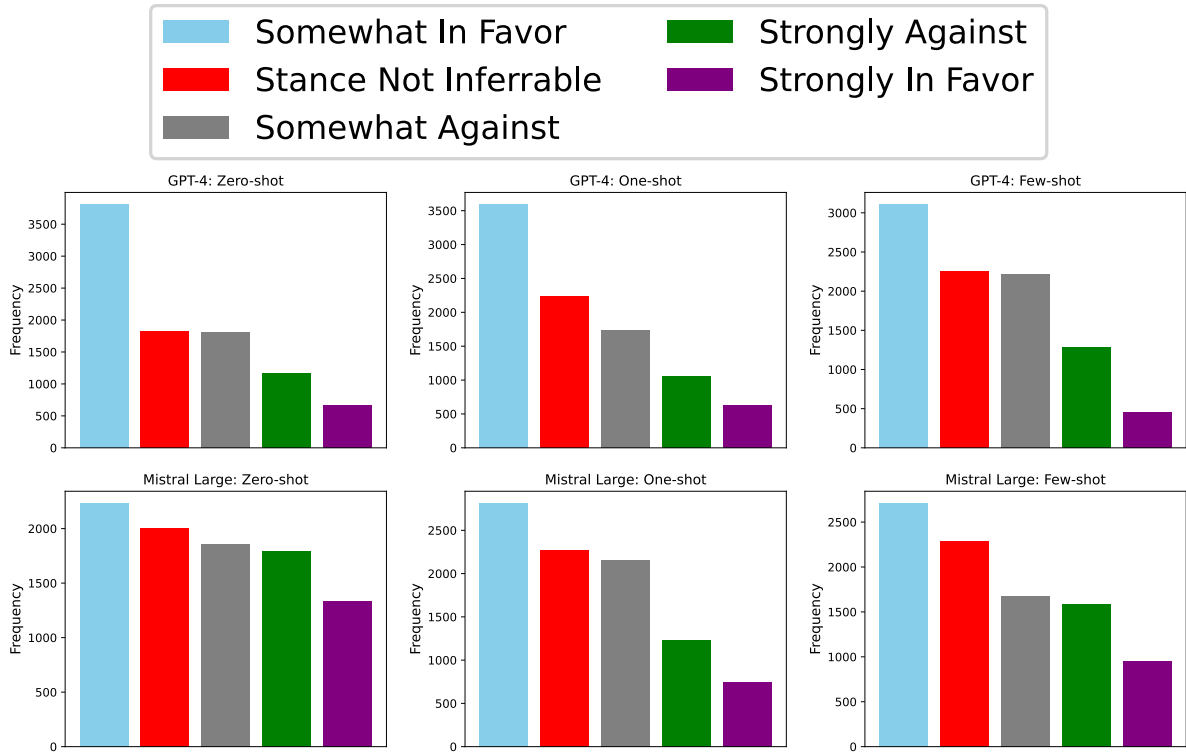 Somewhat In Favor
Stance Not Inferrable
Somewhat Against
Strongly Against
Strongly In Favor
GPT-4: Zero-shot
Frequency
3500
3000
2500
2000
1500
1000
500
0
GPT-4: One-shot
Frequency
3500
3000
2500
2000
1500
1000
500
0
GPT-4: Few-shot
Frequency
3000
2500
2000
1500
1000
500
0
Mistral Large: Zero-shot
Frequency
2000
1500
1000
500
0
Mistral Large: One-shot
Frequency
2500
2000
1500
1000
500
0
Mistral Large: Few-shot
Frequency
2500
2000
1500
1000
500
0